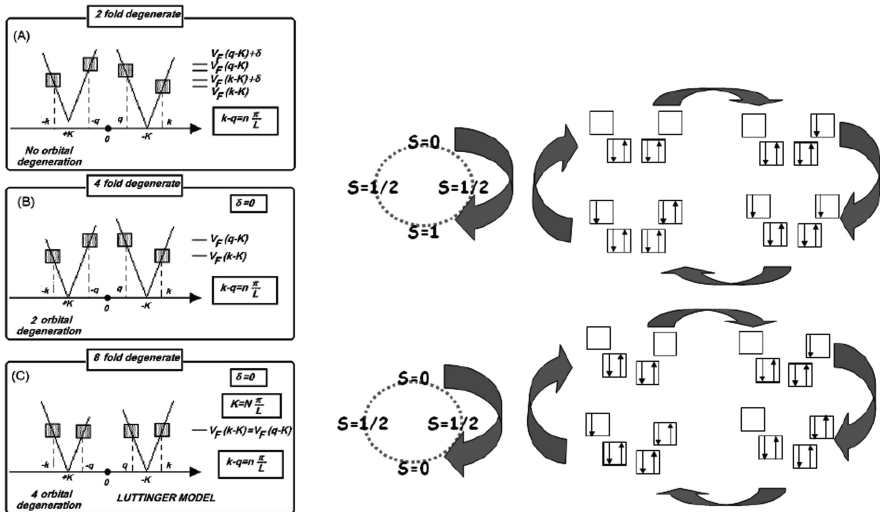 2 fold degenerate
(A)
V_F(q-K)+δ
V_F(q-K)
V_F(k-K)+δ
V_F(k-K)
k-q=n π/L
-k +K -q 0 q -K k
No orbital
degeneration
4 fold degenerate
(B)
δ=0
V_F(q-K)
V_F(k-K)
k-q=n π/L
-k +K -q 0 q -K k
2 orbital
degeneration
8 fold degenerate
(C)
δ=0
K=N π/L
V_F(k-K)=V_F(q-K)
k-q=n π/L
-k +K -q 0 q -K k
4 orbital
degeneration
LUTTINGER MODEL
S=0
S=1/2 S=1/2
S=1
S=0
S=1/2 S=1/2
S=0